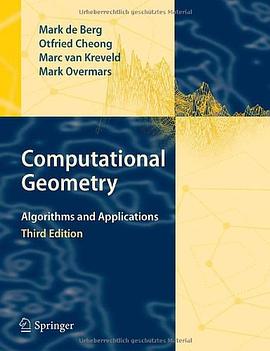 Urheberrechtlich geschütztes Material
Mark de Berg
Otfried Cheong
Marc van Kreveld
Mark Overmars
Computational
Geometry
Algorithms and Applications
Third Edition
Springer
Urheberrechtlich geschütztes Material